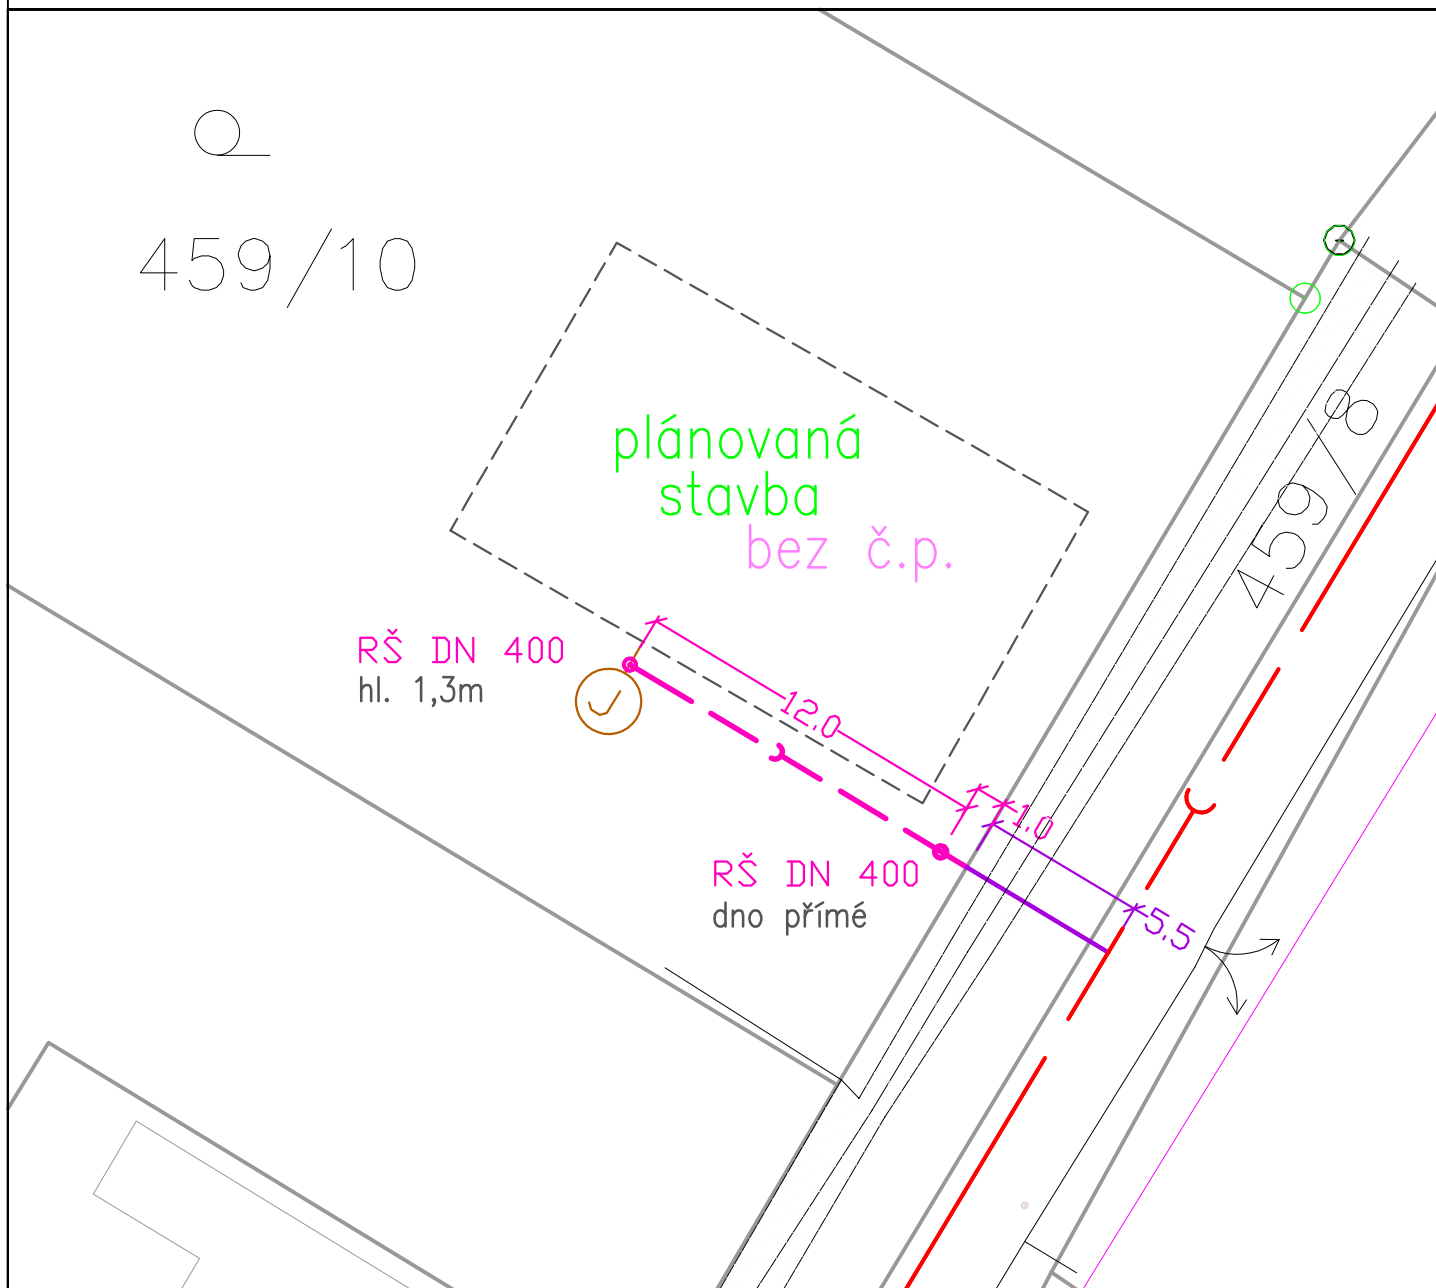 459/10
plánovaná
stavba
bez č.p.
459/8
RŠ DN 400
hl. 1,3m
12.0
1.0
RŠ DN 400
dno přímé
5.5